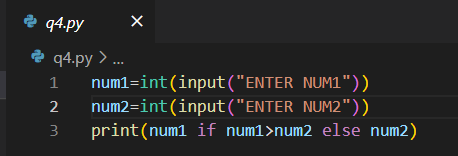 q4.py
q4.py > ...
1 num1=int(input("ENTER NUM1"))
2 num2=int(input("ENTER NUM2"))
3 print(num1 if num1>num2 else num2)